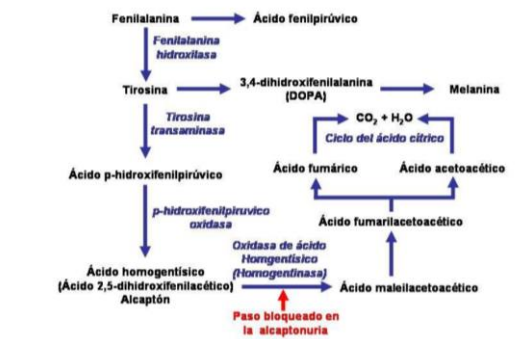 Fenilalanina
Ácido fenilpirúvico
Fenilalanina
hidroxilasa
Tirosina
3,4-dihidroxifenilalanina
(DOPA)
Melanina
Tirosina
transaminasa
CO₂ + H₂O
Ciclo del ácido cítrico
Ácido p-hidroxifenilpirúvico
Ácido fumárico
Ácido acetoacético
p-hidroxifenilpiruvico
oxidasa
Ácido fumarilacetoacético
Oxidasa de ácido
Homgentísico
(Homogentinasa)
Ácido homogentísico
(Ácido 2,5-dihidroxifenilacético)
Alcaptón
Ácido maleilacetoacético
Paso bloqueado en
la alcaptonuria